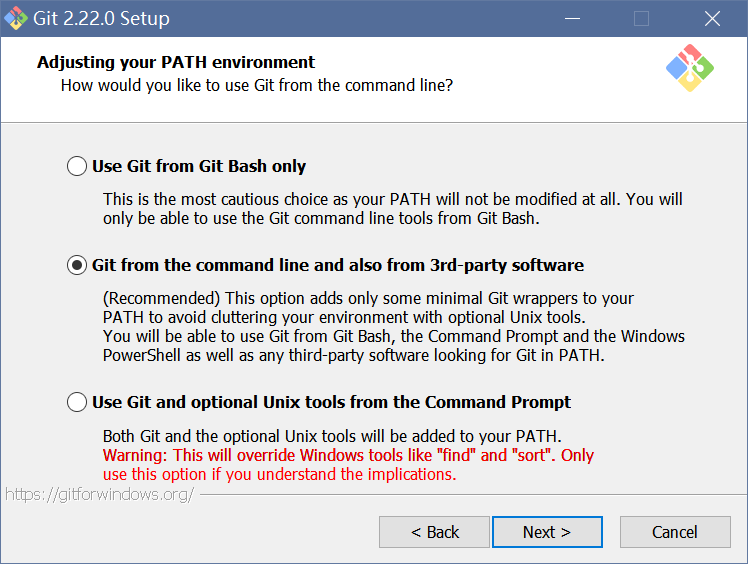 Git 2.22.0 Setup
Adjusting your PATH environment
How would you like to use Git from the command line?
Use Git from Git Bash only
This is the most cautious choice as your PATH will not be modified at all. You will
only be able to use the Git command line tools from Git Bash.
Git from the command line and also from 3rd-party software
(Recommended) This option adds only some minimal Git wrappers to your
PATH to avoid cluttering your environment with optional Unix tools.
You will be able to use Git from Git Bash, the Command Prompt and the Windows
PowerShell as well as any third-party software looking for Git in PATH.
Use Git and optional Unix tools from the Command Prompt
Both Git and the optional Unix tools will be added to your PATH.
Warning: This will override Windows tools like "find" and "sort". Only
use this option if you understand the implications.
https://gitforwindows.org/
< Back Next > Cancel